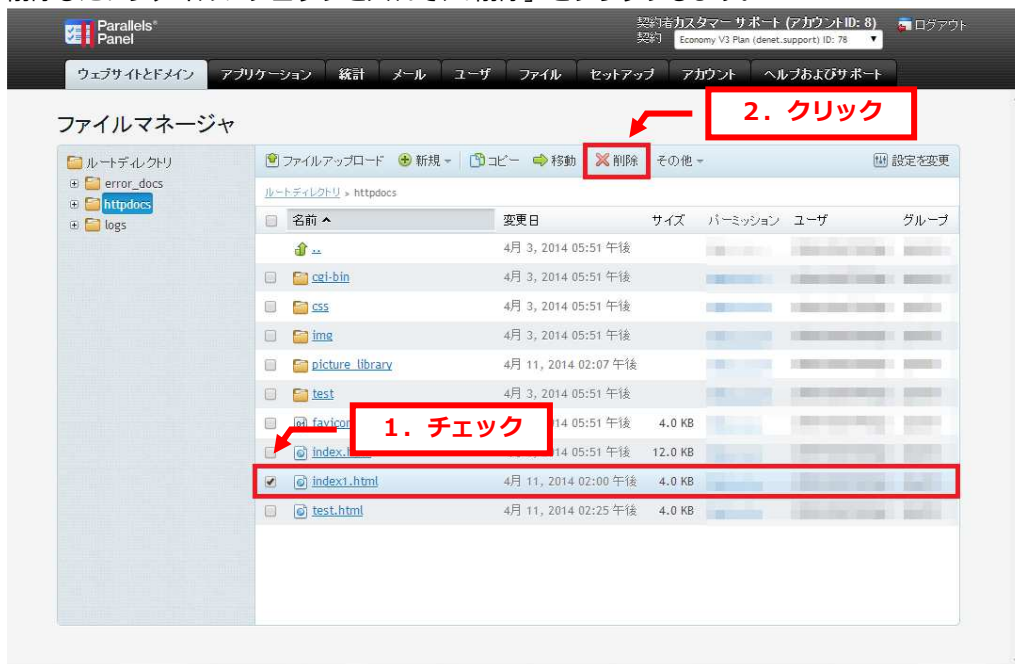 Parallels®
Panel
契約者カスタマー サポート (アカウントID: 8) ログアウト
契約 Economy V3 Plan (denet.support) ID: 78
ウェブサイトとドメイン アプリケーション 統計 メール ユーザ ファイル セットアップ アカウント ヘルプおよびサポート
2. クリック
ファイルマネージャ
ルートディレクトリ
error_docs
httpdocs
logs
ファイルアップロード 新規 コピー 移動 削除 その他 設定を変更
ルートディレクトリ > httpdocs
名前 変更日 サイズ パーミッション ユーザ グループ
.. 4月 3, 2014 05:51 午後
cgi-bin 4月 3, 2014 05:51 午後
css 4月 3, 2014 05:51 午後
img 4月 3, 2014 05:51 午後
picture_library 4月 11, 2014 02:07 午後
test 4月 3, 2014 05:51 午後
1. チェック
05:51 午後 4.0 KB
05:51 午後 12.0 KB
index1.html 4月 11, 2014 02:00 午後 4.0 KB
test.html 4月 11, 2014 02:25 午後 4.0 KB